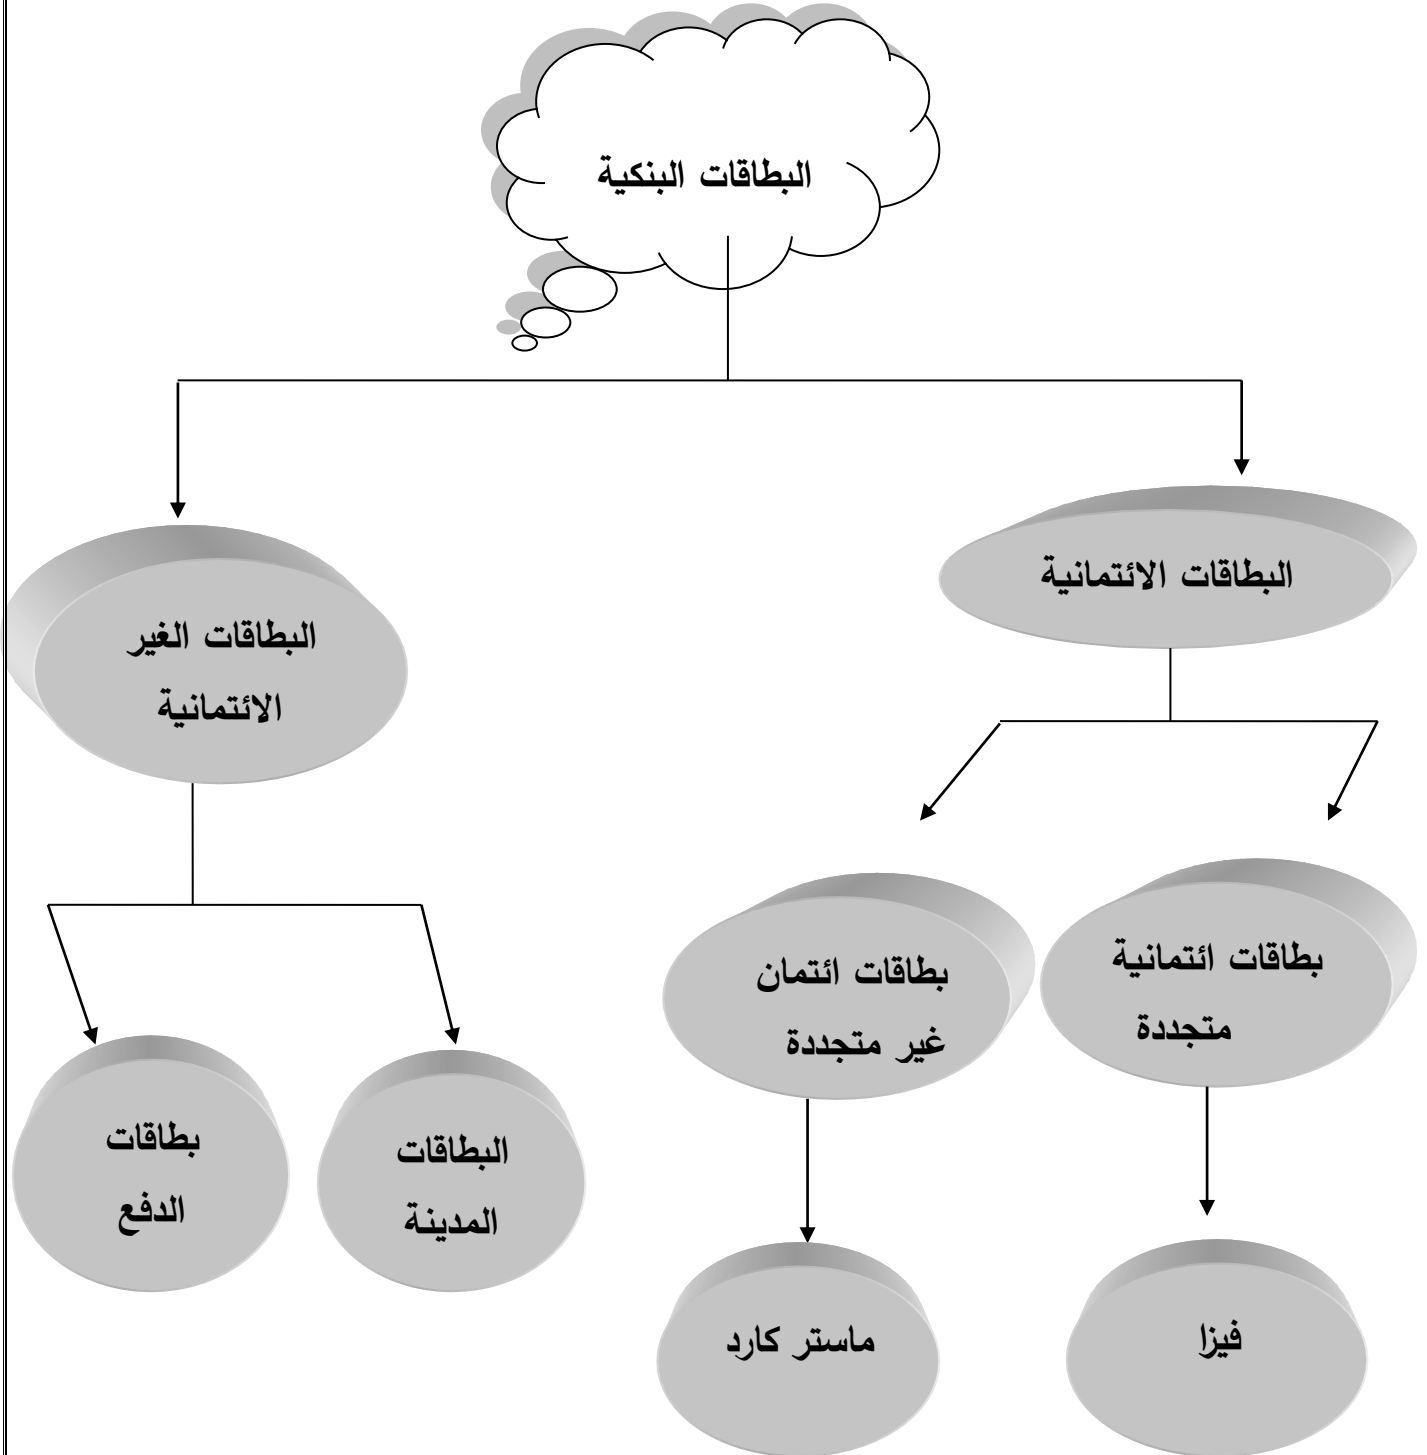 البطاقات البنكية
البطاقات الائتمانية
البطاقات الغير
الائتمانية
بطاقات ائتمانية
متجددة
بطاقات ائتمان
غير متجددة
البطاقات
المدينة
بطاقات
الدفع
فيزا
ماستر كارد